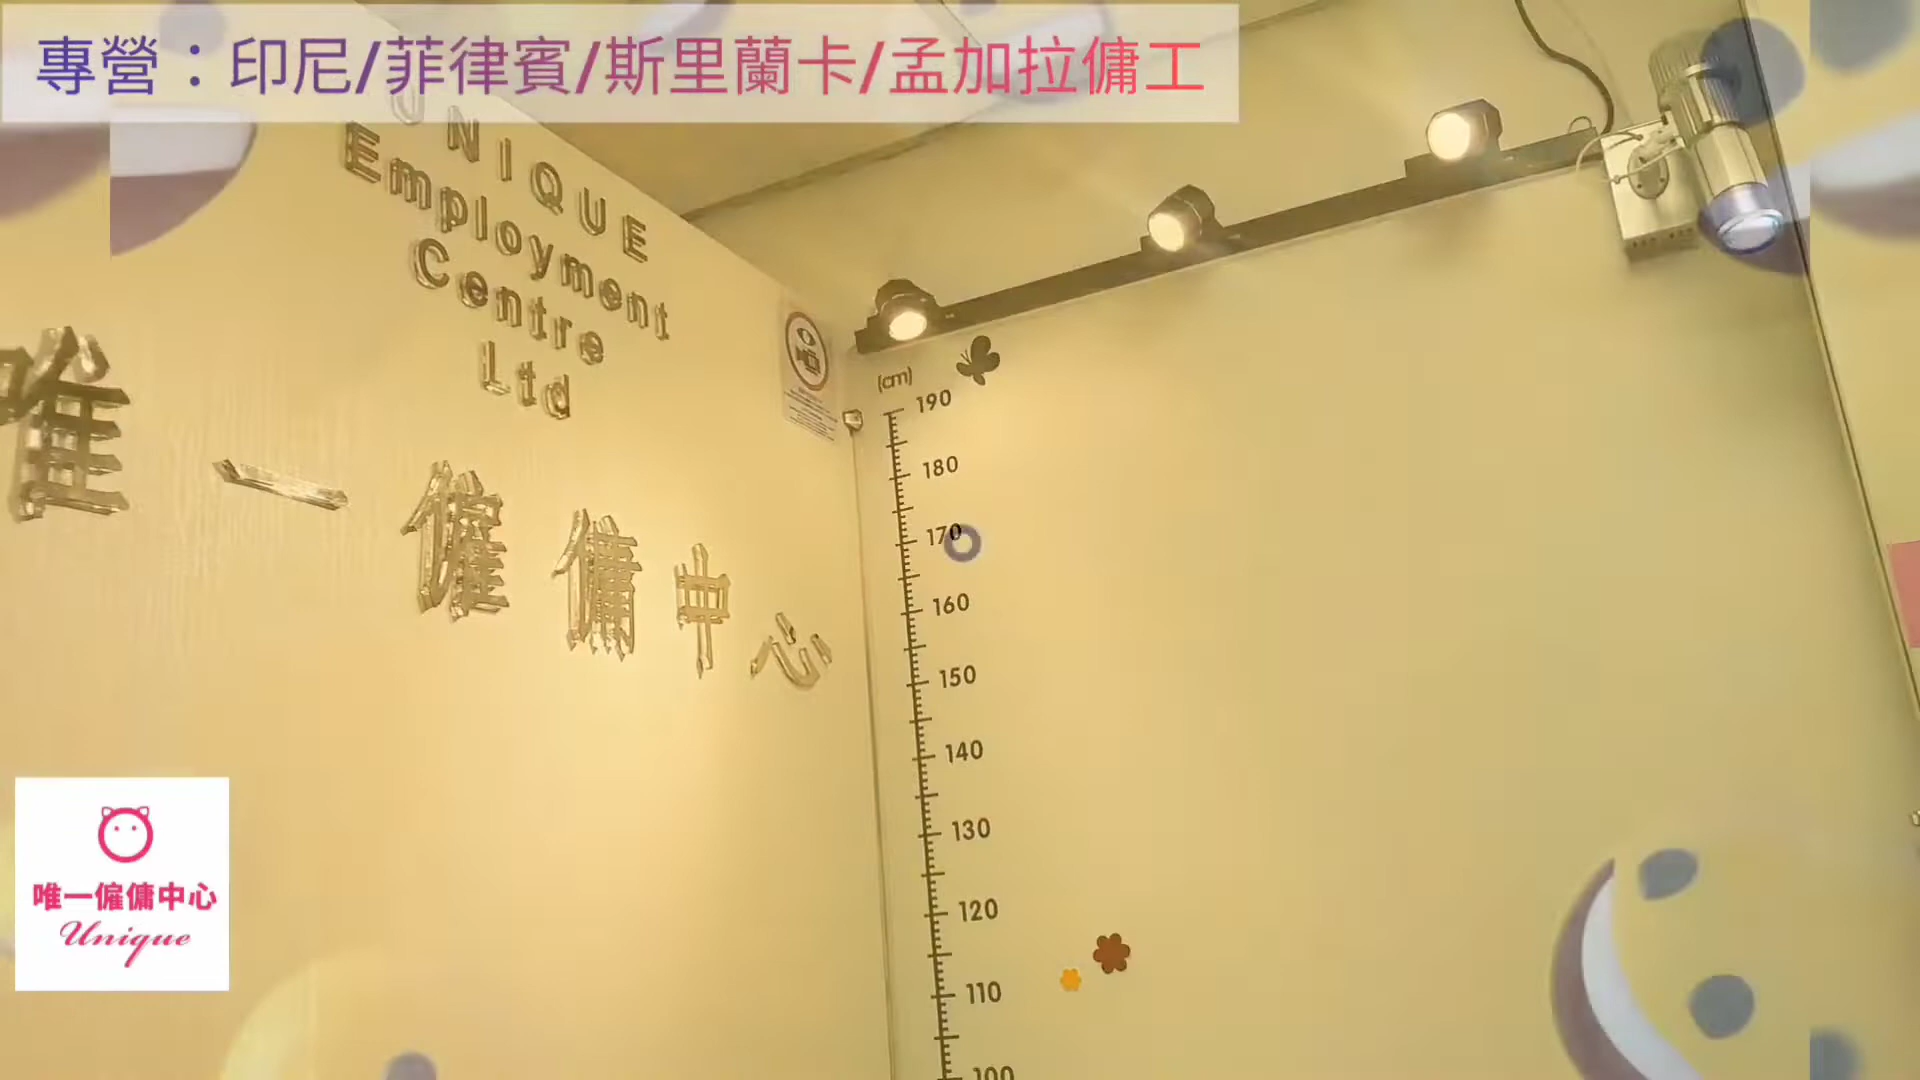 專營：印尼/菲律賓/斯里蘭卡/孟加拉傭工
UNIQUE
Employment
Centre
Ltd
唯一僱傭中心
(cm)
190
180
170
160
150
140
130
120
110
100
唯一僱傭中心
Unique